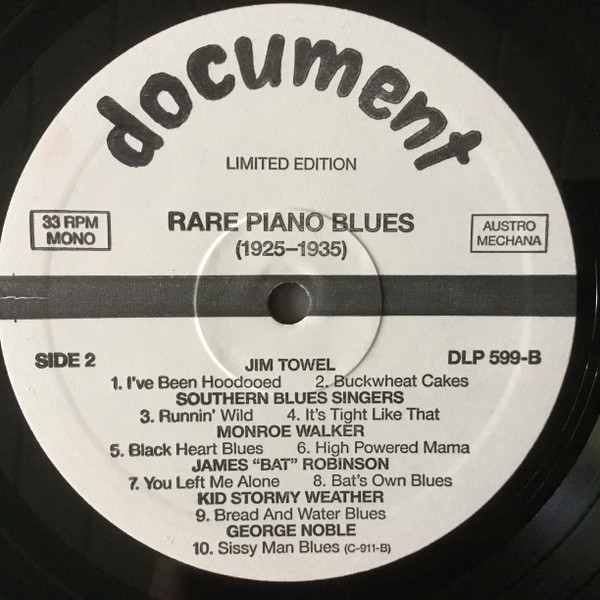 document
LIMITED EDITION
33 RPM
MONO
RARE PIANO BLUES
(1925–1935)
AUSTRO
MECHANA
SIDE 2
DLP 599-B
JIM TOWEL
1. I've Been Hoodooed 2. Buckwheat Cakes
SOUTHERN BLUES SINGERS
3. Runnin' Wild 4. It's Tight Like That
MONROE WALKER
5. Black Heart Blues 6. High Powered Mama
JAMES “BAT” ROBINSON
7. You Left Me Alone 8. Bat's Own Blues
KID STORMY WEATHER
9. Bread And Water Blues
GEORGE NOBLE
10. Sissy Man Blues (C-911-B)